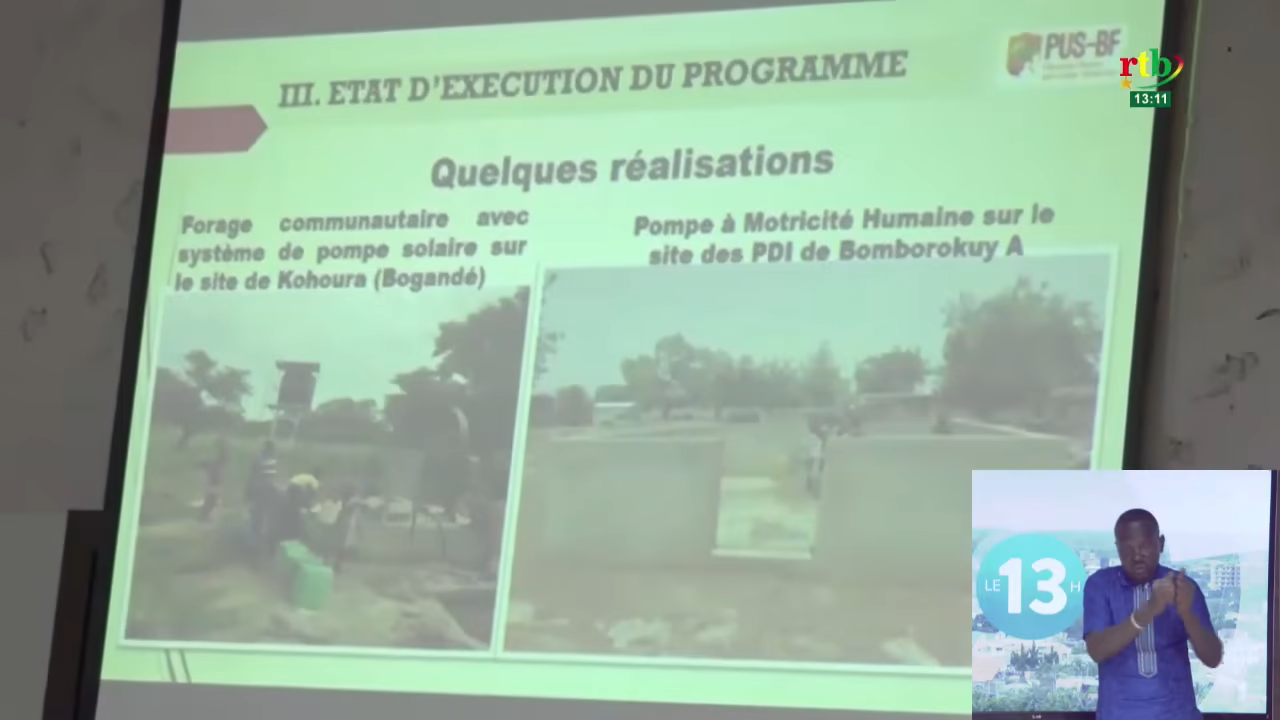 III. ETAT D'EXECUTION DU PROGRAMME
PUS-BF
rtb
13:11
Quelques réalisations
Forage communautaire avec
système de pompe solaire sur
le site de Kohoura (Bogandé)
Pompe à Motricité Humaine sur le
site des PDI de Bomborokuy A
LE 13 H